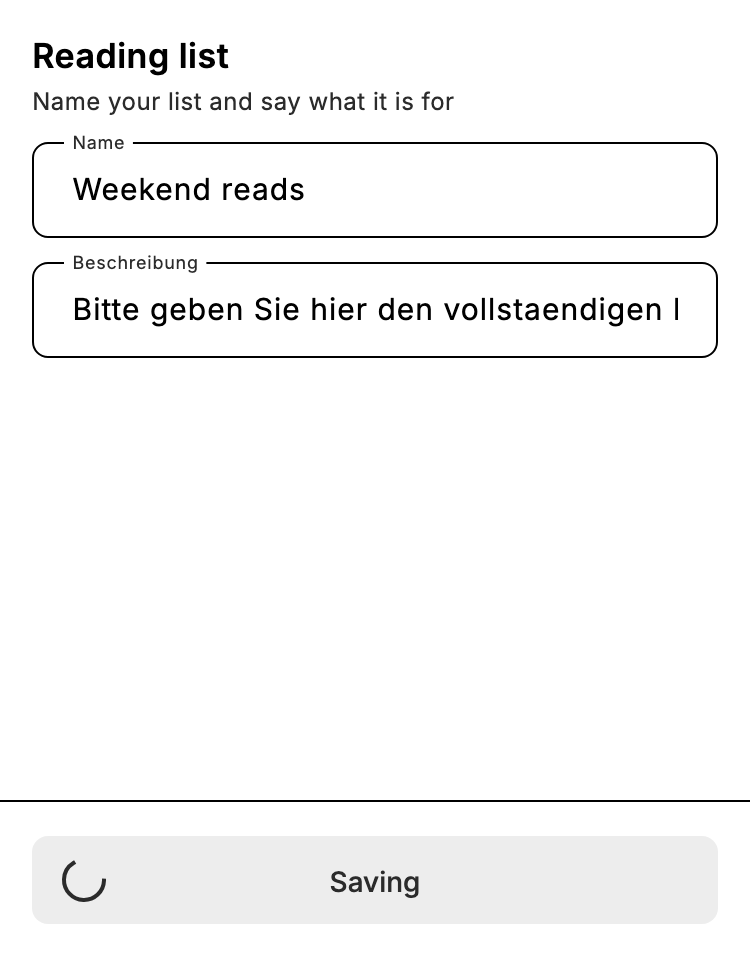 Reading list
Name your list and say what it is for
Name
Weekend reads
Beschreibung
Bitte geben Sie hier den vollstaendigen
Saving